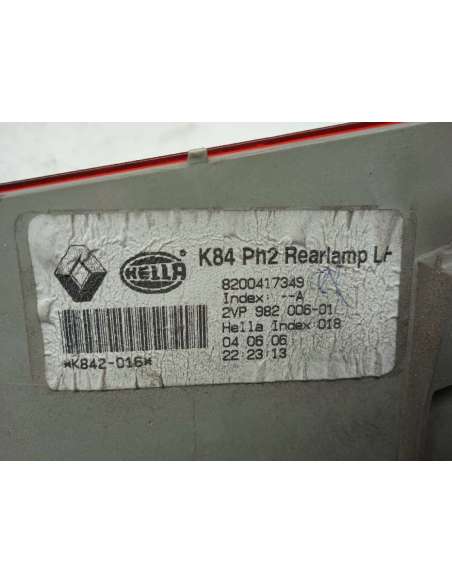 HELLA
K84 Ph2 Rearlamp LH
8200417349
Index: --A
2VP 982 006-01
Hella Index 018
04 06 06
22:23:13
*K84Z-016*